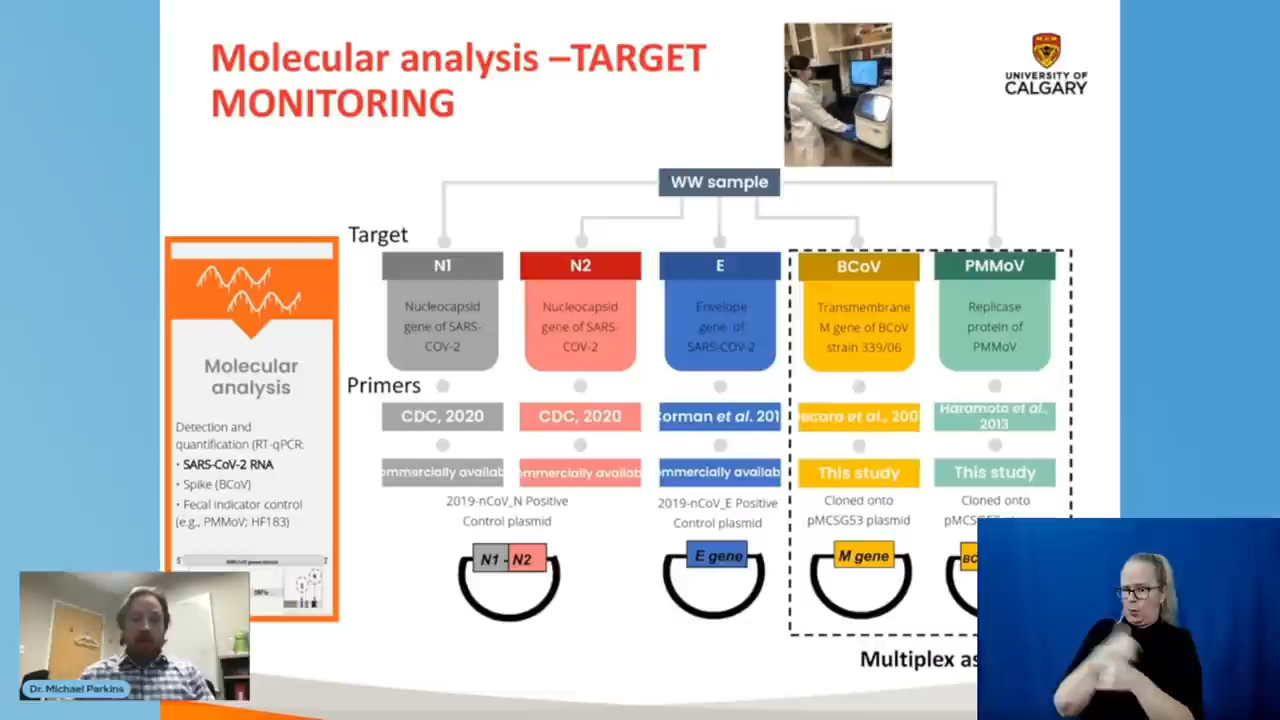 Molecular analysis –TARGET
MONITORING
UNIVERSITY OF
CALGARY
WW sample
Target
N1
N2
E
BCoV
PMMoV
Nucleocapsid
gene of SARS-
COV-2
Nucleocapsid
gene of SARS-
COV-2
Envelope
gene of
SARS-COV-2
Transmembrane
M gene of BCoV
strain 339/06
Replicase
protein of
PMMoV
Primers
CDC, 2020
CDC, 2020
Corman et al. 201
et al., 200
Haramoto et al.,
2013
ommercially availab
ommercially availab
ommercially availab
This study
This study
2019-nCoV_N Positive
Control plasmid
2019-nCoV_E Positive
Control plasmid
Cloned onto
pMCSG53 plasmid
Cloned onto
N1 - N2
E gene
M gene
BC
Multiplex as
Molecular
analysis
Detection and
quantification (RT-qPCR:
• SARS-CoV-2 RNA
• Spike (BCoV)
• Fecal indicator control
(e.g., PMMoV; HF183)
Dr. Michael Parkins